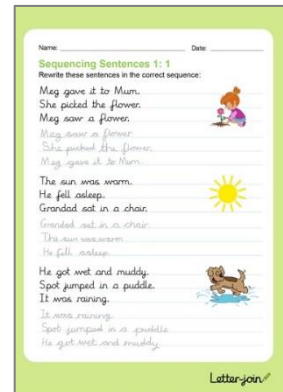 Name: Date:
Sequencing Sentences 1: 1
Rewrite these sentences in the correct sequence:
Meg gave it to Mum.
She picked the flower.
Meg saw a flower.
Meg saw a flower.
She picked the flower.
Meg gave it to Mum.
The sun was warm.
He fell asleep.
Grandad sat in a chair.
Grandad sat in a chair.
The sun was warm.
He fell asleep.
He got wet and muddy.
Spot jumped in a puddle.
It was raining.
It was raining.
Spot jumped in a puddle.
He got wet and muddy.
Letter-join